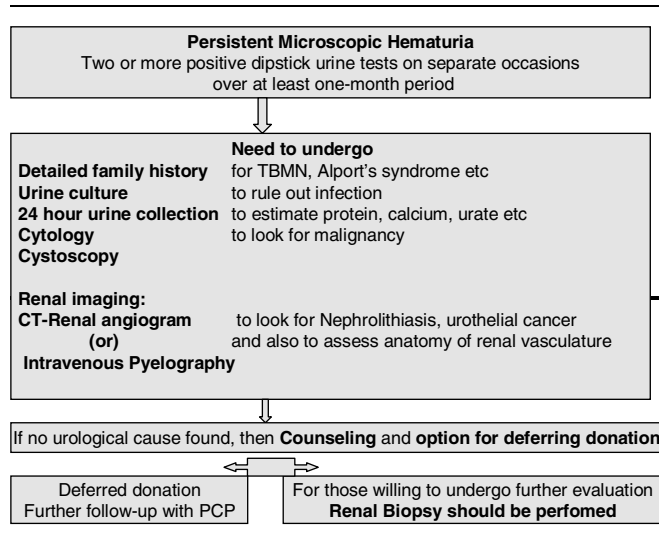 Persistent Microscopic Hematuria
Two or more positive dipstick urine tests on separate occasions
over at least one-month period
Need to undergo
Detailed family history for TBMN, Alport's syndrome etc
Urine culture to rule out infection
24 hour urine collection to estimate protein, calcium, urate etc
Cytology to look for malignancy
Cystoscopy
Renal imaging:
CT-Renal angiogram to look for Nephrolithiasis, urothelial cancer
(or) and also to assess anatomy of renal vasculature
Intravenous Pyelography
If no urological cause found, then Counseling and option for deferring donation
Deferred donation
Further follow-up with PCP
For those willing to undergo further evaluation
Renal Biopsy should be perfomed